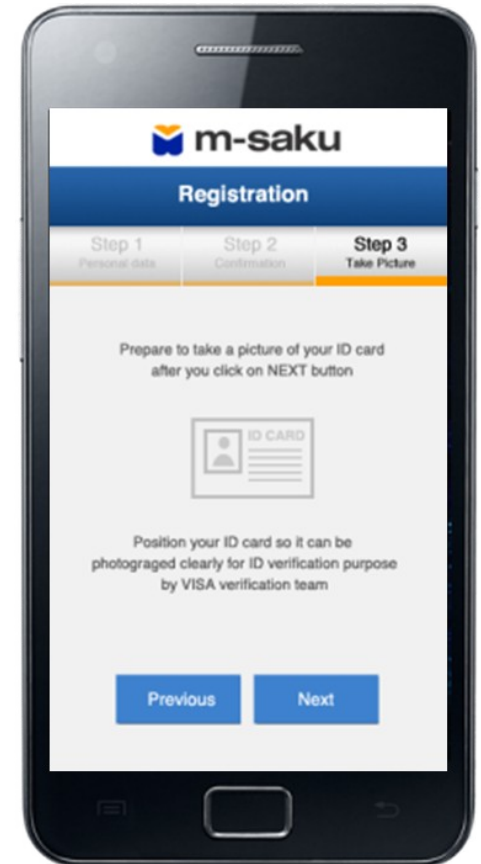 m-saku
Registration
Step 1
Personal data
Step 2
Confirmation
Step 3
Take Picture
Prepare to take a picture of your ID card
after you click on NEXT button
ID CARD
Position your ID card so it can be
photograged clearly for ID verification purpose
by VISA verification team
Previous
Next